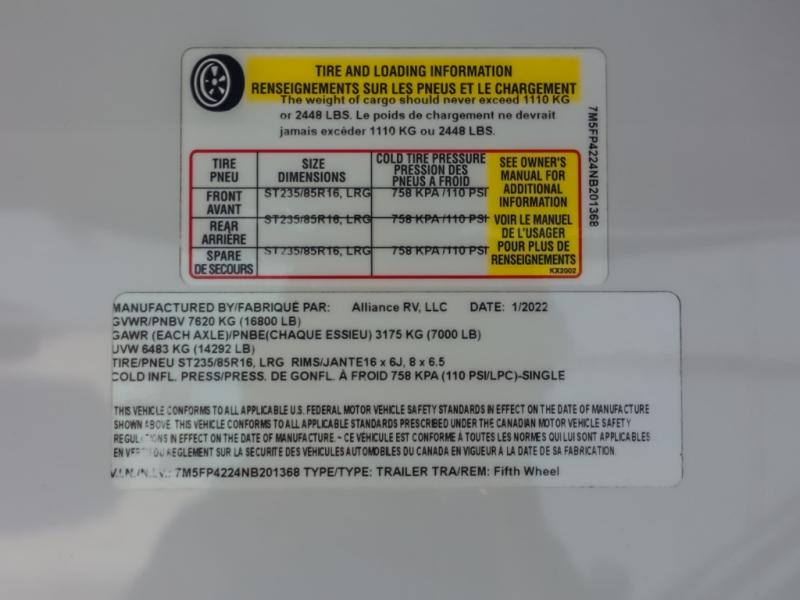 TIRE AND LOADING INFORMATION
RENSEIGNEMENTS SUR LES PNEUS ET LE CHARGEMENT
The weight of cargo should never exceed 1110 KG
or 2448 LBS. Le poids de chargement ne devrait
jamais excéder 1110 KG ou 2448 LBS.
7M5FP4224NB201368
TIRE PNEU SIZE DIMENSIONS COLD TIRE PRESSURE PRESSION DES PNEUS A FROID
FRONT AVANT ST235/85R16, LRG 758 KPA /110 PSI
REAR ARRIÈRE ST235/85R16, LRG 758 KPA /110 PSI
SPARE DE SECOURS ST235/85R16, LRG 758 KPA /110 PSI
SEE OWNER'S
MANUAL FOR
ADDITIONAL
INFORMATION
VOIR LE MANUEL
DE L'USAGER
POUR PLUS DE
RENSEIGNEMENTS
KX2002
MANUFACTURED BY/FABRIQUÉ PAR: Alliance RV, LLC DATE: 1/2022
GVWR/PNBV 7620 KG (16800 LB)
GAWR (EACH AXLE)/PNBE(CHAQUE ESSIEU) 3175 KG (7000 LB)
UVW 6483 KG (14292 LB)
TIRE/PNEU ST235/85R16, LRG RIMS/JANTE16 x 6J, 8 x 6.5
COLD INFL. PRESS/PRESS. DE GONFL. À FROID 758 KPA (110 PSI/LPC)-SINGLE
THIS VEHICLE CONFORMS TO ALL APPLICABLE U.S. FEDERAL MOTOR VEHICLE SAFETY STANDARDS IN EFFECT ON THE DATE OF MANUFACTURE
SHOWN ABOVE. THIS VEHICLE CONFORMS TO ALL APPLICABLE STANDARDS PRESCRIBED UNDER THE CANADIAN MOTOR VEHICLE SAFETY
REGULATIONS IN EFFECT ON THE DATE OF MANUFACTURE. - CE VÉHICULE EST CONFORME À TOUTES LES NORMES QUI LUI SONT APPLICABLES
EN VERTU DU RÈGLEMENT SUR LA SÉCURITÉ DES VÉHICULES AUTOMOBILES DU CANADA EN VIGUEUR À LA DATE DE SA FABRICATION.
V.I.N./N.I.V.: 7M5FP4224NB201368 TYPE/TYPE: TRAILER TRA/REM: Fifth Wheel